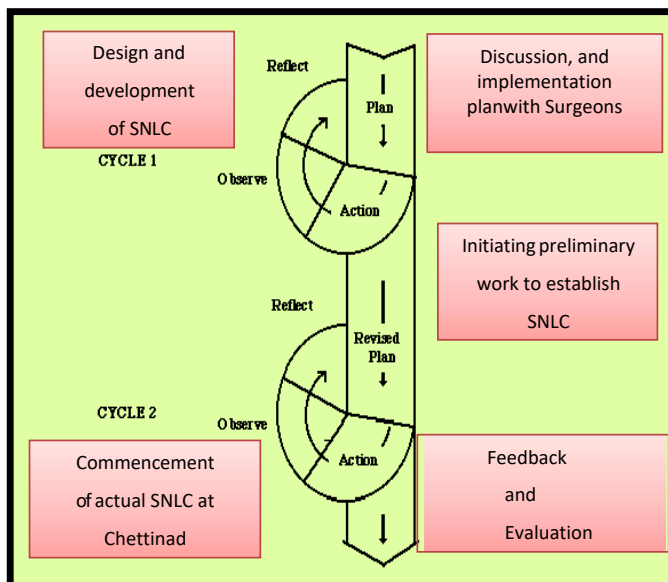 Design and
development
of SNLC
Reflect
Plan
Discussion, and
implementation
planwith Surgeons
CYCLE 1
Observe
Action
Initiating preliminary
work to establish
SNLC
Reflect
Revised
Plan
CYCLE 2
Observe
Action
Commencement
of actual SNLC at
Chettinad
Feedback
and
Evaluation